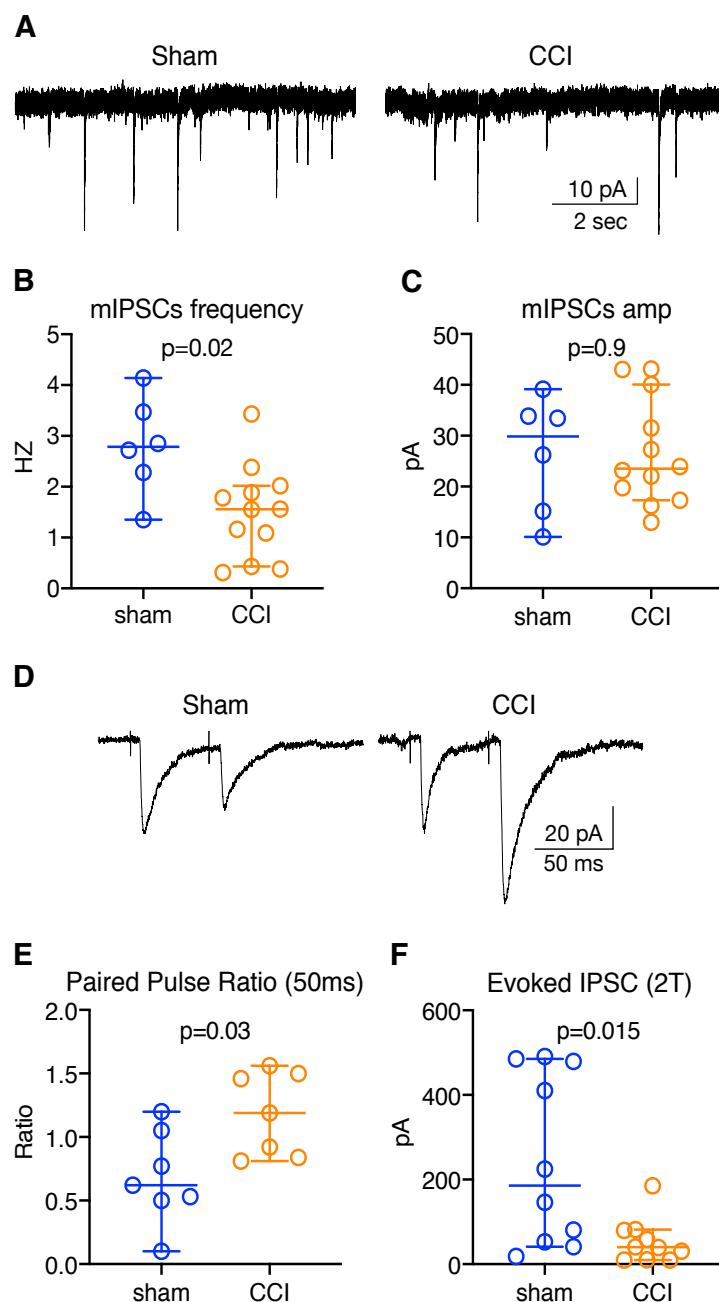 A
Sham
CCI
10 pA
2 sec
B
mIPSCs frequency
p=0.02
HZ
5
4
3
2
1
0
sham
CCI
C
mIPSCs amp
p=0.9
pA
50
40
30
20
10
0
sham
CCI
D
Sham
CCI
20 pA
50 ms
E
Paired Pulse Ratio (50ms)
p=0.03
Ratio
2.0
1.5
1.0
0.5
0.0
sham
CCI
F
Evoked IPSC (2T)
p=0.015
pA
600
400
200
0
sham
CCI